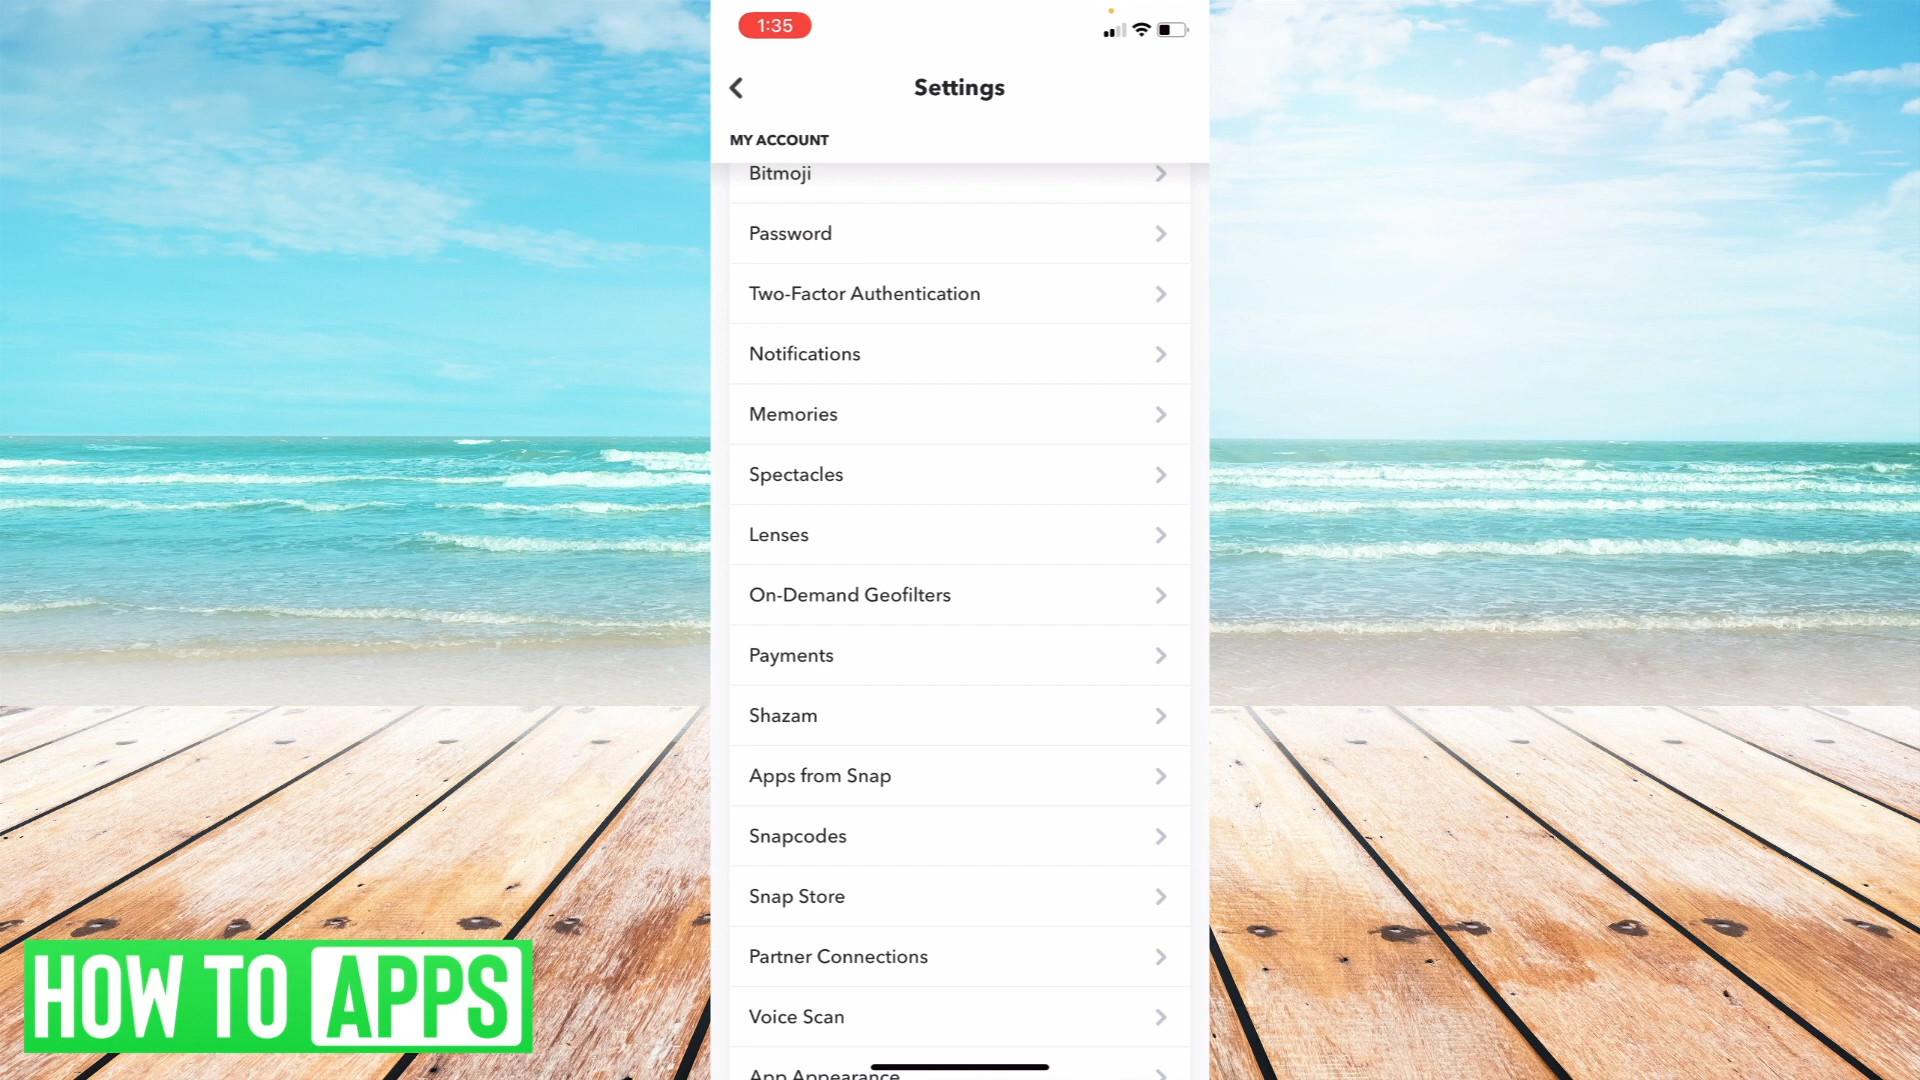 1:35
Settings
MY ACCOUNT
Bitmoji
Password
Two-Factor Authentication
Notifications
Memories
Spectacles
Lenses
On-Demand Geofilters
Payments
Shazam
Apps from Snap
Snapcodes
Snap Store
Partner Connections
Voice Scan
App Appearance
HOW TO APPS